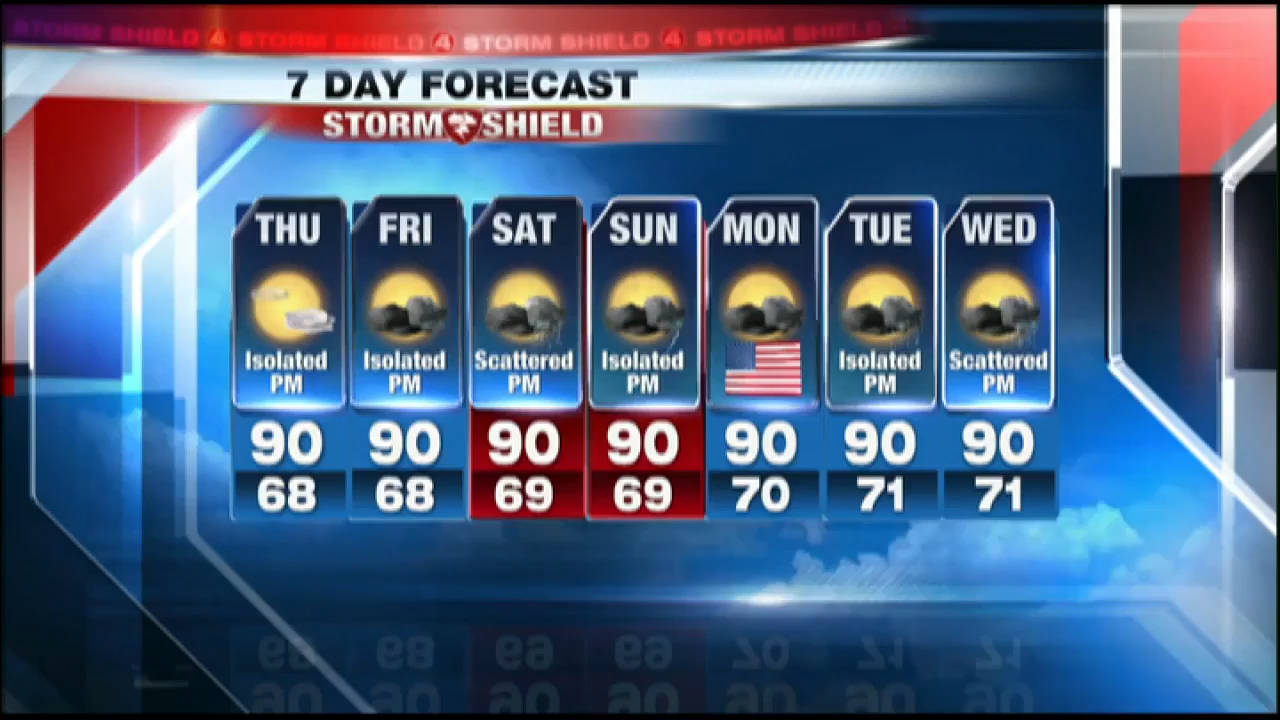 STORM SHIELD 4 STORM SHIELD 4 STORM SHIELD 4 STORM SHIELD
7 DAY FORECAST
STORM SHIELD
THU FRI SAT SUN MON TUE WED
Isolated Isolated Scattered Isolated Isolated Scattered
PM PM PM PM PM PM
90 90 90 90 90 90 90
68 68 69 69 70 71 71